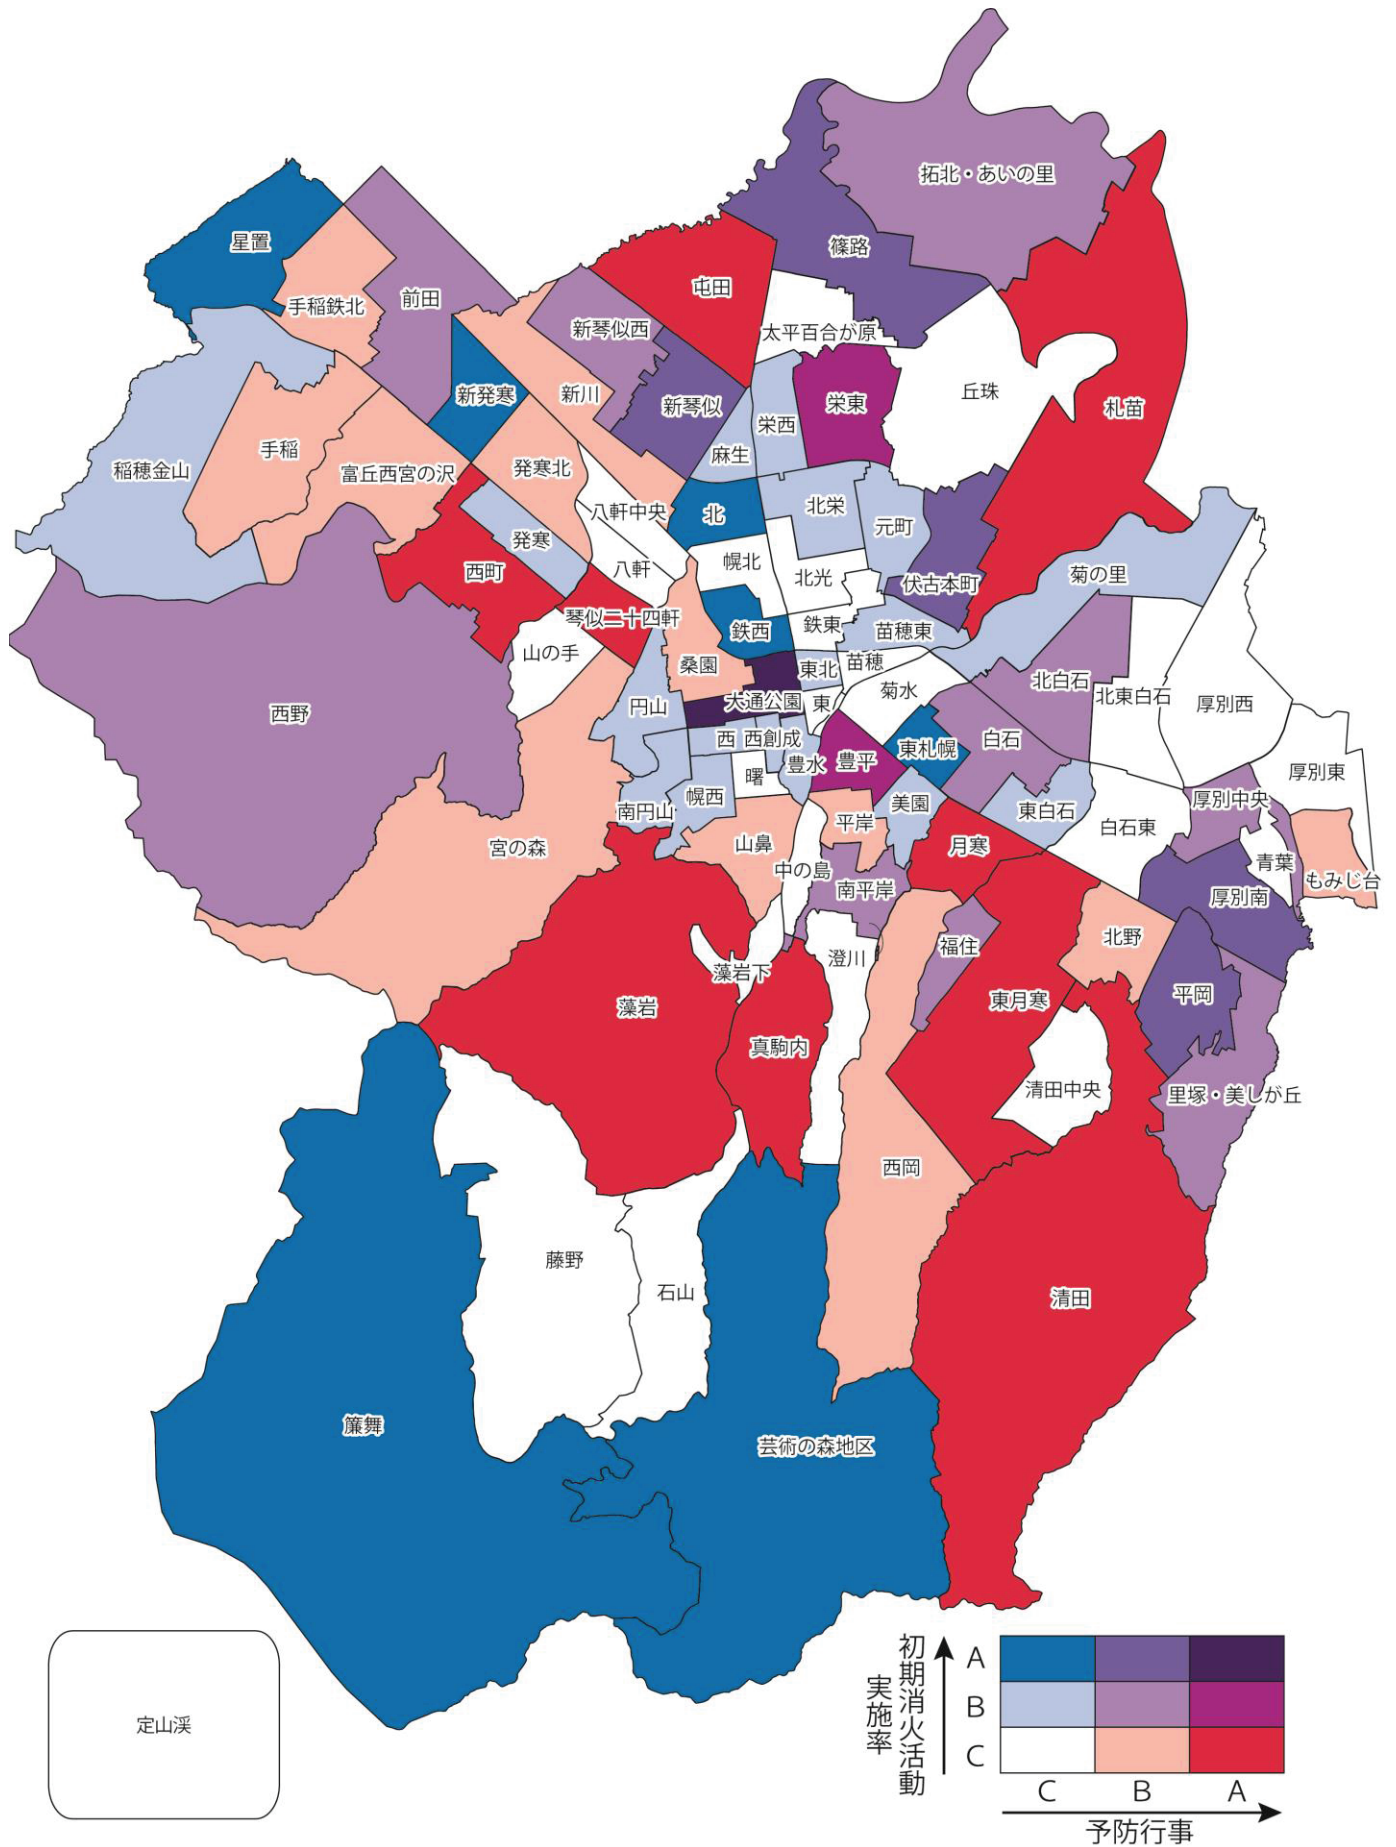 拓北・あいの里
星置
篠路
屯田
手稲鉄北
前田
新琴似西
太平百合が原
新発寒
新川
新琴似
栄東
丘珠
札苗
栄西
手稲
麻生
稲穂金山
富丘西宮の沢
発寒北
八軒中央
北
北栄
元町
発寒
西町
八軒
幌北
北光
伏古本町
菊の里
琴似二十四軒
鉄西
鉄東
苗穂東
山の手
桑園
東北
苗穂
菊水
北白石
北東白石
厚別西
西野
円山
大通公園
東
西
西創成
豊水
豊平
東札幌
白石
厚別東
曙
南円山
幌西
美園
東白石
厚別中央
白石東
宮の森
山鼻
平岸
月寒
青葉
もみじ台
中の島
南平岸
厚別南
北野
福住
澄川
藻岩下
東月寒
平岡
藻岩
真駒内
清田中央
里塚・美しが丘
西岡
藤野
石山
清田
簾舞
芸術の森地区
定山渓
初期消火活動
実施率
A
B
C
C B A
予防行事